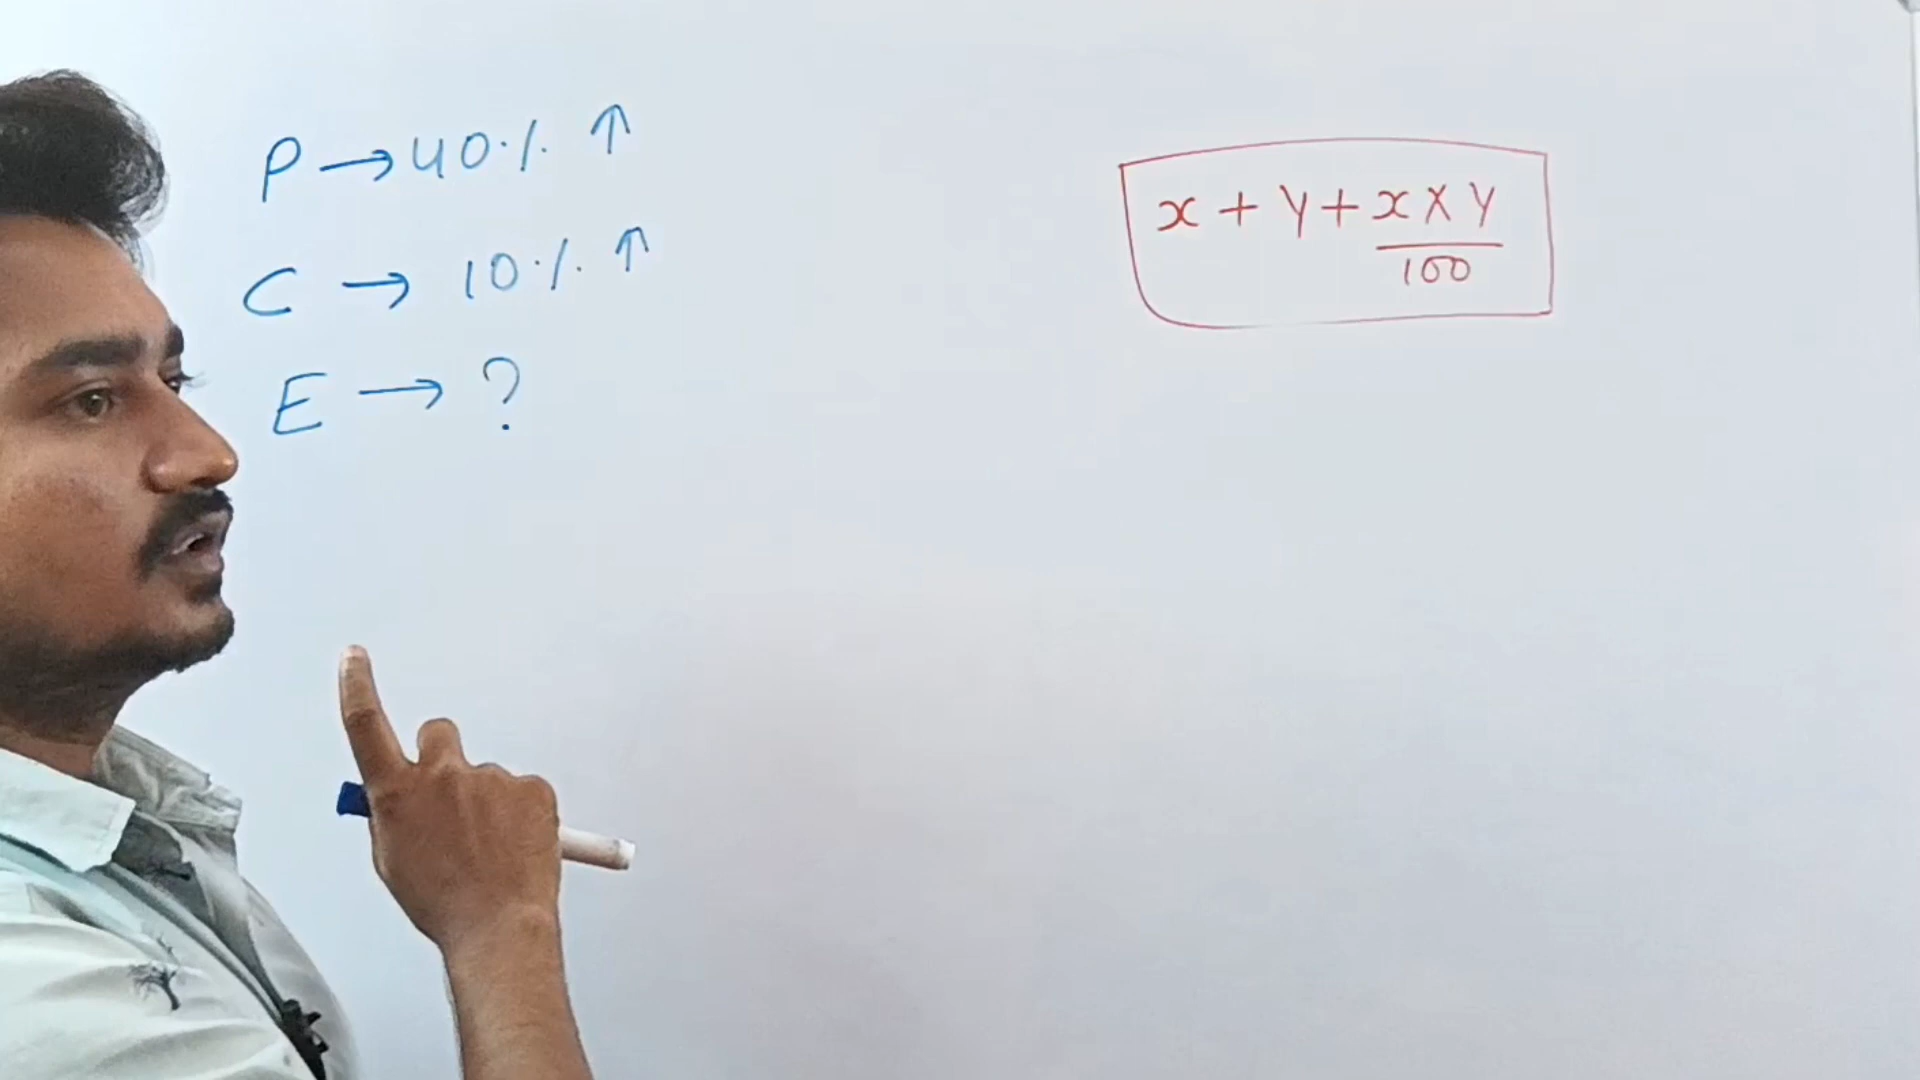 P → 40% ↑
C → 10% ↑
E → ?
x + y + x × y
100